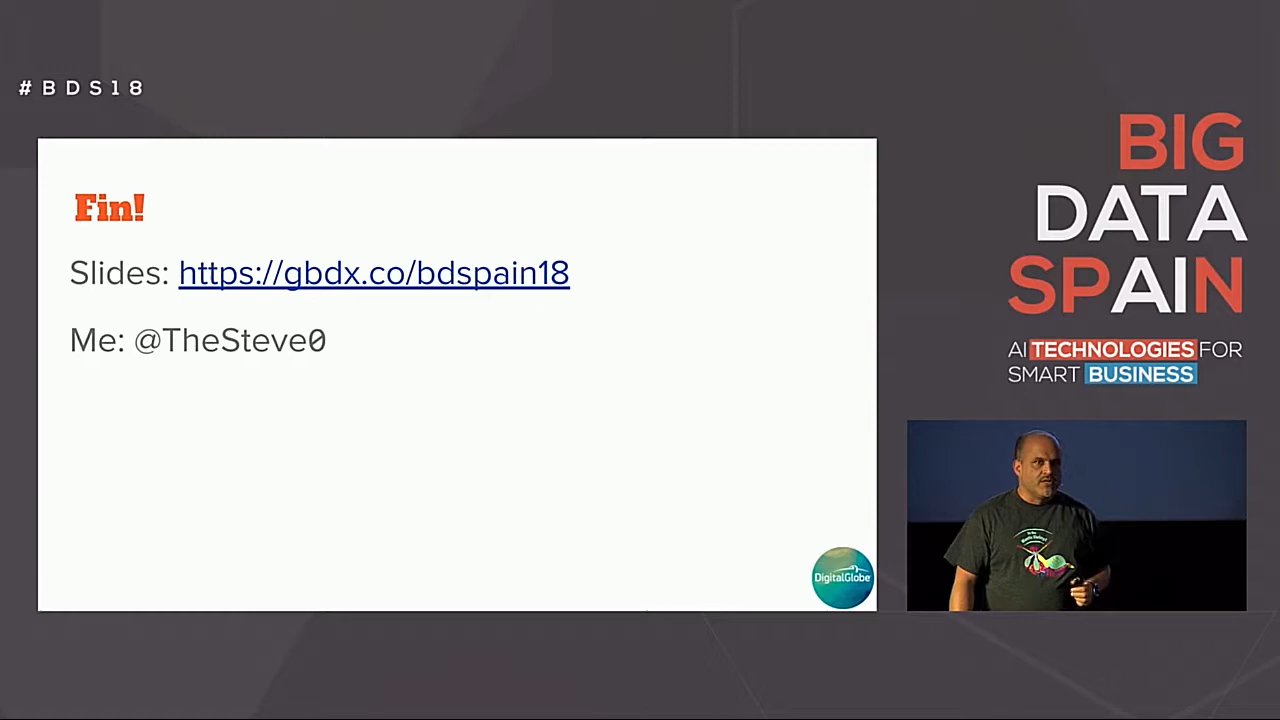 #BDS18
Fin!
Slides: https://gbdx.co/bdspain18
Me: @TheSteve0
DigitalGlobe
BIG
DATA
SPAIN
AI TECHNOLOGIES FOR
SMART BUSINESS